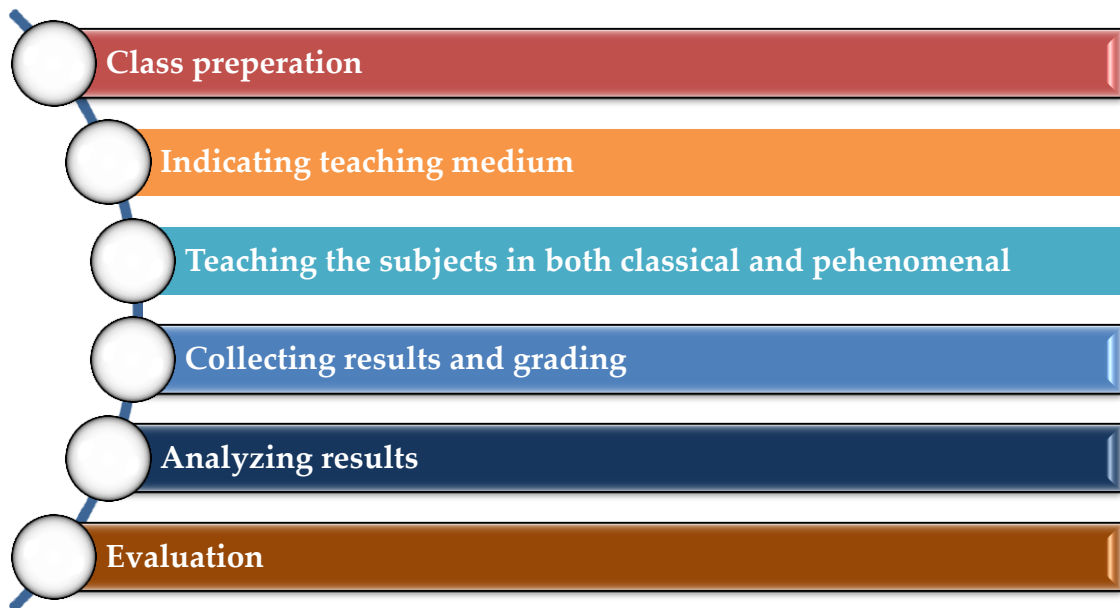 Class preperation
Indicating teaching medium
Teaching the subjects in both classical and pehenomenal
Collecting results and grading
Analyzing results
Evaluation